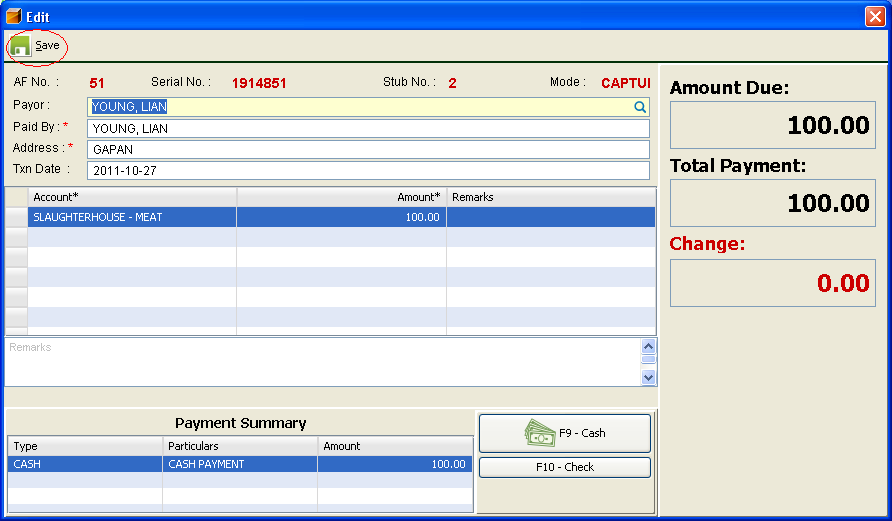 Edit
Save
AF No. : 51 Serial No. : 1914851 Stub No. : 2 Mode : CAPTUI
Payor : YOUNG, LIAN
Paid By : * YOUNG, LIAN
Address : * GAPAN
Txn Date : 2011-10-27
Account* Amount* Remarks
SLAUGHTERHOUSE - MEAT 100.00
Remarks
Payment Summary
Type Particulars Amount
CASH CASH PAYMENT 100.00
F9 - Cash
F10 - Check
Amount Due:
100.00
Total Payment:
100.00
Change:
0.00